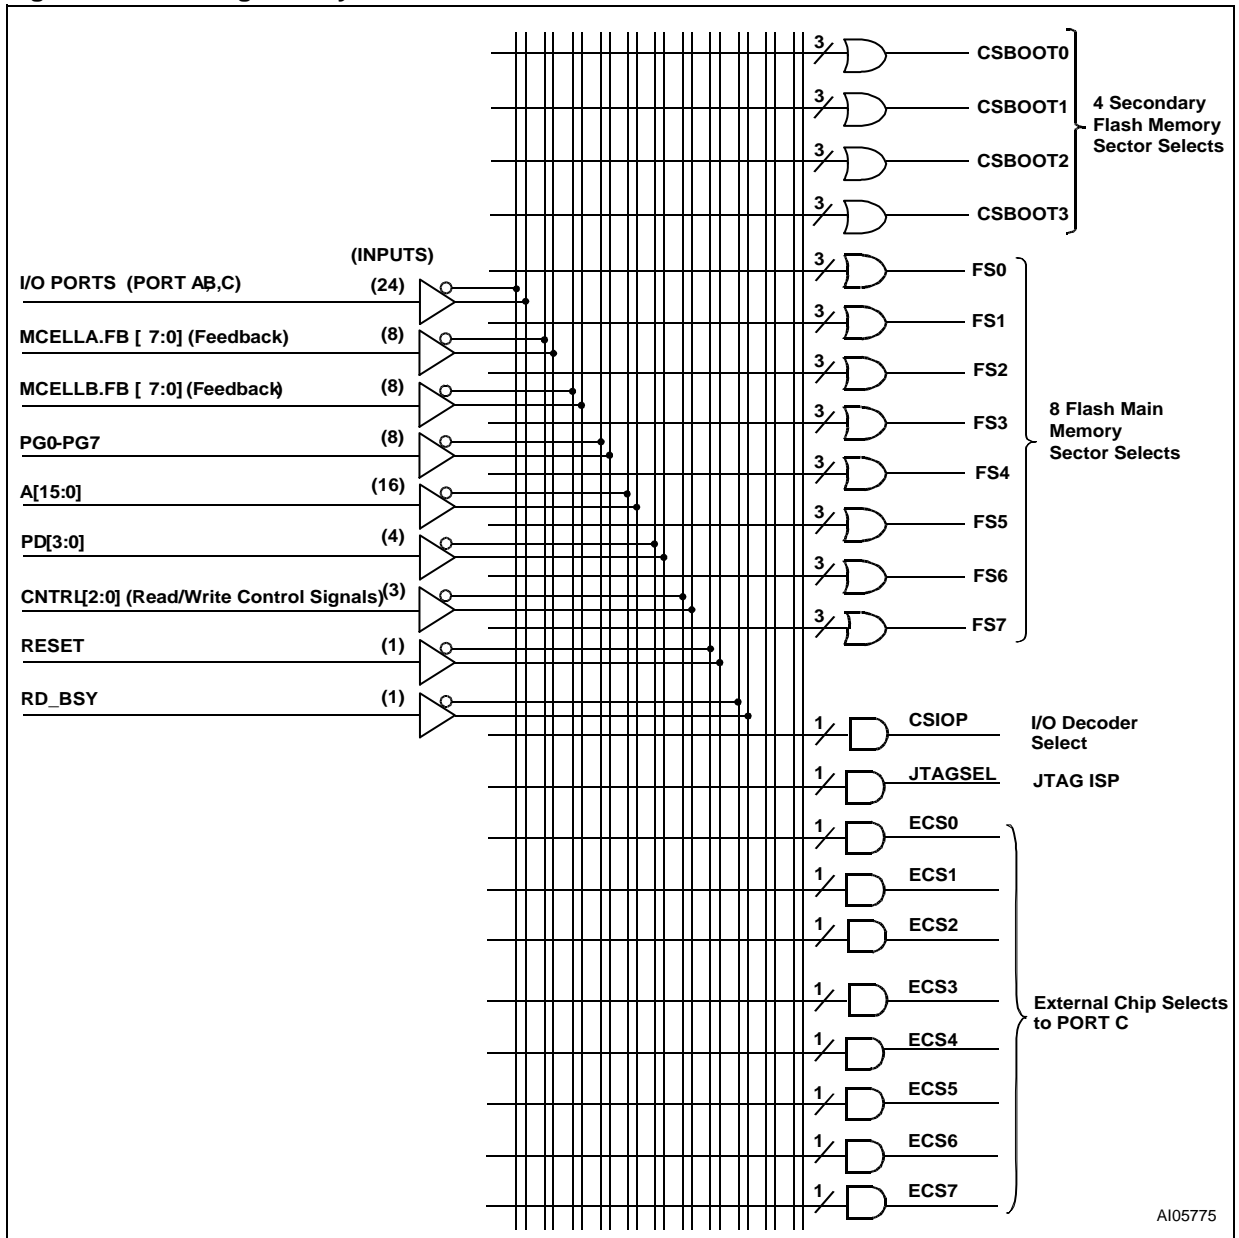 3 CSBOOT0
3 CSBOOT1
3 CSBOOT2
3 CSBOOT3
4 Secondary
Flash Memory
Sector Selects
(INPUTS)
I/O PORTS (PORT A,B,C) (24)
MCELLA.FB [ 7:0] (Feedback) (8)
MCELLB.FB [ 7:0] (Feedback) (8)
PG0-PG7 (8)
A[15:0] (16)
PD[3:0] (4)
CNTRL[2:0] (Read/Write Control Signals) (3)
RESET (1)
RD_BSY (1)
3 FS0
3 FS1
3 FS2
3 FS3
3 FS4
3 FS5
3 FS6
3 FS7
8 Flash Main
Memory
Sector Selects
1 CSIOP
I/O Decoder
Select
1 JTAGSEL JTAG ISP
1 ECS0
1 ECS1
1 ECS2
1 ECS3
1 ECS4
1 ECS5
1 ECS6
1 ECS7
External Chip Selects
to PORT C
AI05775